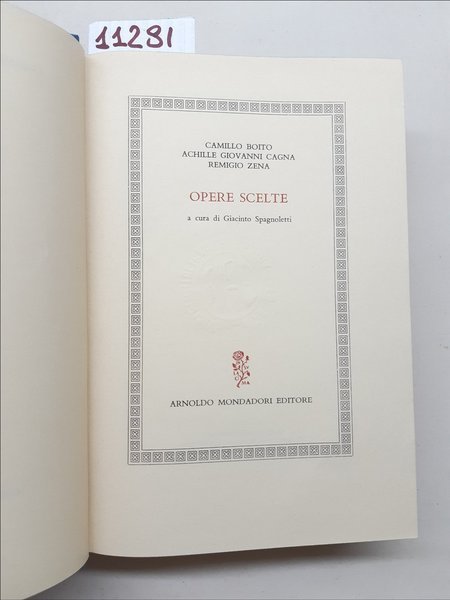 11281
CAMILLO BOITO
ACHILLE GIOVANNI CAGNA
REMIGIO ZENA
OPERE SCELTE
a cura di Giacinto Spagnoletti
ARNOLDO MONDADORI EDITORE